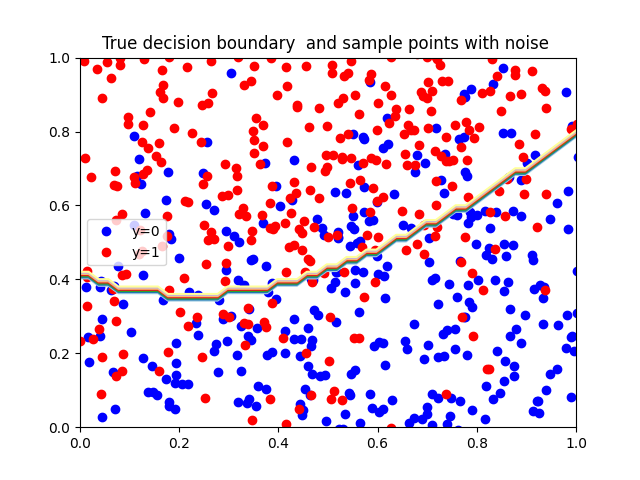 True decision boundary  and sample points with noise
1.0
0.8
0.6
0.4
0.2
0.0
y=0
y=1
0.0 0.2 0.4 0.6 0.8 1.0